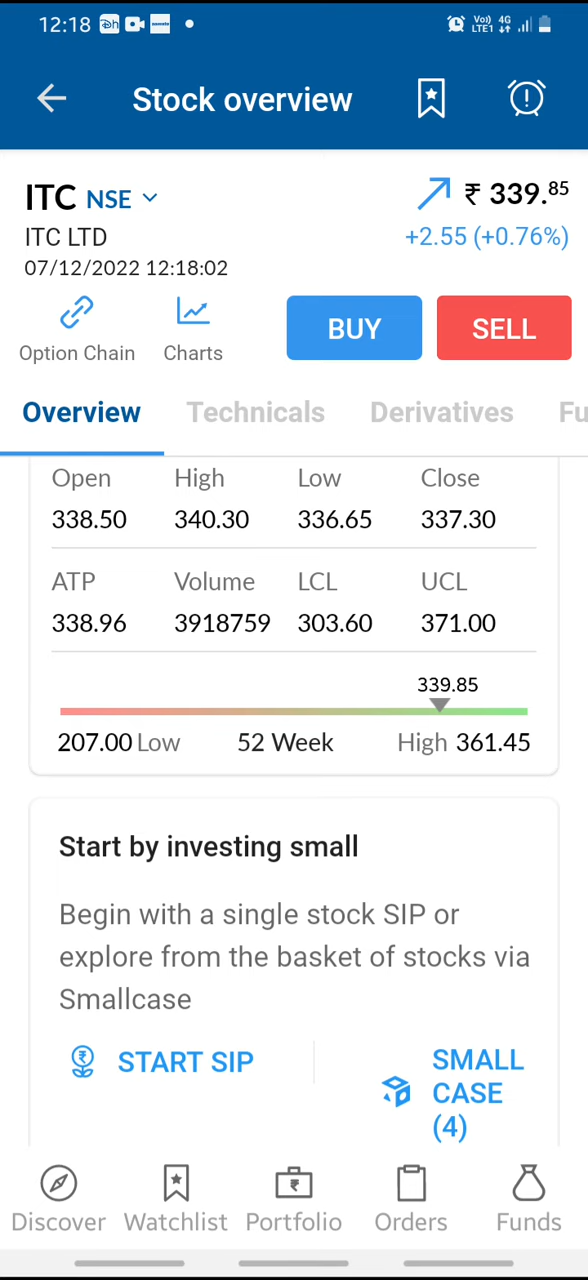 12:18 Vo)) LTE1 4G
Stock overview
ITC NSE ₹ 339.85
ITC LTD +2.55 (+0.76%)
07/12/2022 12:18:02
Option Chain Charts BUY SELL
Overview Technicals Derivatives Fu
Open High Low Close
338.50 340.30 336.65 337.30
ATP Volume LCL UCL
338.96 3918759 303.60 371.00
339.85
207.00 Low 52 Week High 361.45
Start by investing small
Begin with a single stock SIP or
explore from the basket of stocks via
Smallcase
START SIP
SMALL
CASE
(4)
Discover Watchlist Portfolio Orders Funds